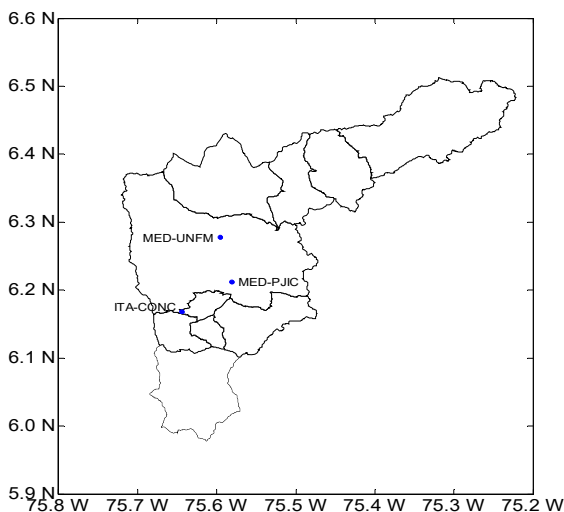 6.6 N
6.5 N
6.4 N
6.3 N
MED-UNFM
MED-PJIC
6.2 N
ITA-CONC
6.1 N
6.0 N
5.9 N
75.8 W 75.7 W 75.6 W 75.5 W 75.4 W 75.3 W 75.2 W